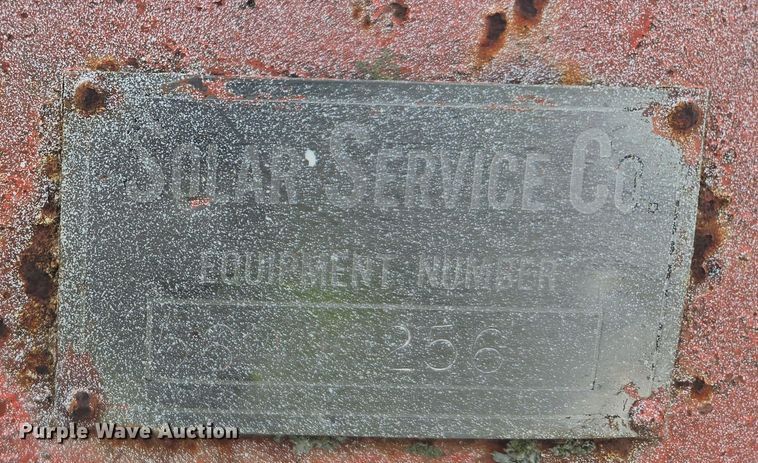 SOLAR SERVICE CO.
EQUIPMENT NUMBER
256
Purple Wave Auction